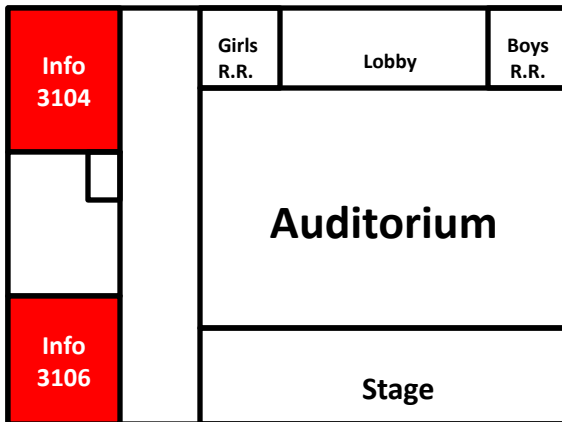 Info
3104
Girls
R.R.
Lobby
Boys
R.R.
Auditorium
Info
3106
Stage